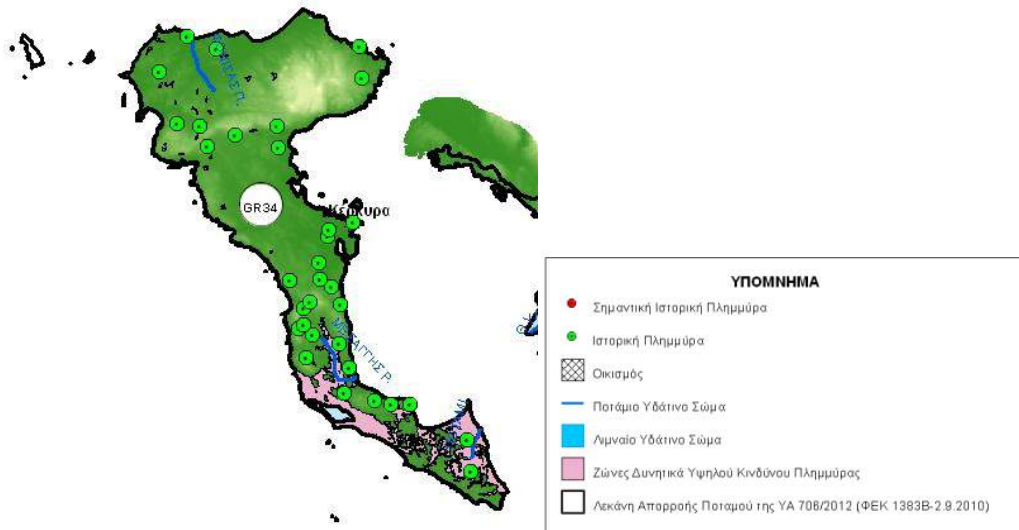 GR34
Κέρκυρα
ΜΕΣΑΓΓΗΣ Ρ.
ΥΠΟΜΝΗΜΑ
Σημαντική Ιστορική Πλημμύρα
Ιστορική Πλημμύρα
Οικισμός
Ποτάμιο Υδάτινο Σώμα
Λιμναίο Υδάτινο Σώμα
Ζώνες Δυνητικά Υψηλού Κινδύνου Πλημμύρας
Λεκάνη Απορροής Ποταμού της ΥΑ 706/2012 (ΦΕΚ 1383Β-2.9.2010)